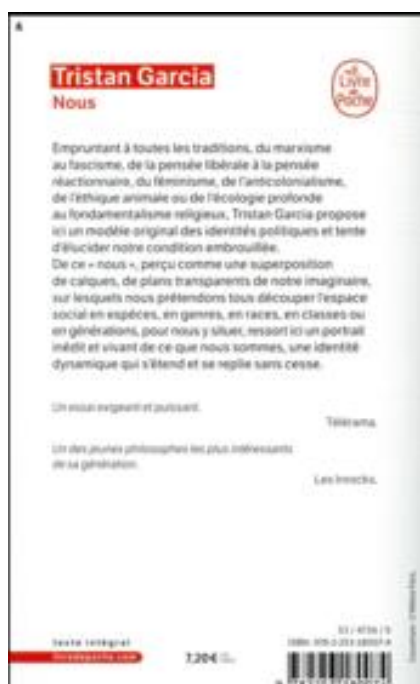 Tristan Garcia
Nous
Le
Livre
de
Poche
Empruntant à toutes les traditions, du marxisme
au fascisme, de la pensée libérale à la pensée
réactionnaire, du féminisme, de l'anticolonialisme,
de l'éthique animale ou de l'écologie profonde
au fondamentalisme religieux, Tristan Garcia propose
ici un modèle original des identités politiques et tente
d'élucider notre condition embrouillée.
De ce « nous », perçu comme une superposition
de calques, de plans transparents de notre imaginaire,
sur lesquels nous prétendons tous découper l'espace
social en espèces, en genres, en races, en classes ou
en générations, pour nous y situer, ressort ici un portrait
inédit et vivant de ce que nous sommes, une identité
dynamique qui s'étend et se replie sans cesse.
Un essai exigeant et puissant.
Télérama.
Un des jeunes philosophes les plus intéressants
de sa génération.
Les Inrocks.
texte intégral
livredepoche.com
7,20 €